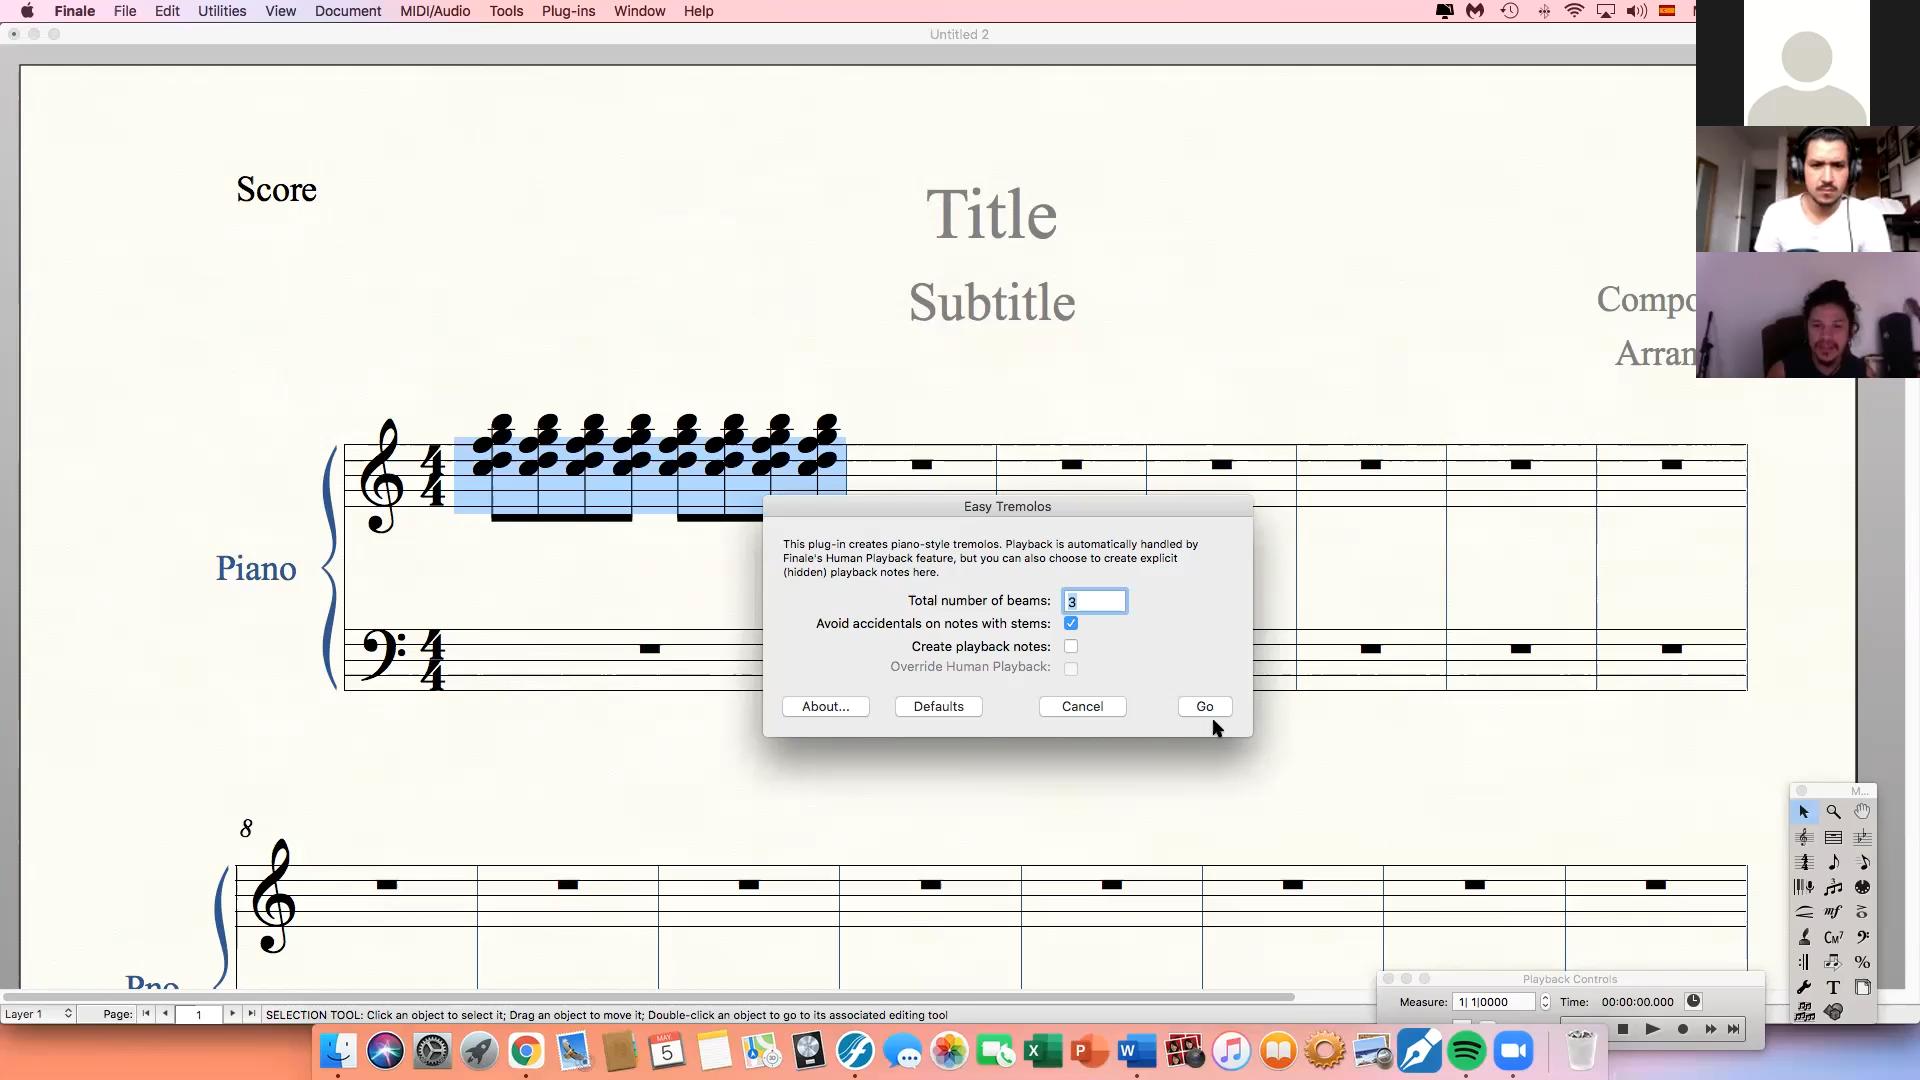 Finale File Edit Utilities View Document MIDI/Audio Tools Plug-ins Window Help
Untitled 2
Score
Title
Subtitle
Compo
Arran
Piano
Easy Tremolos
This plug-in creates piano-style tremolos. Playback is automatically handled by
Finale's Human Playback feature, but you can also choose to create explicit
(hidden) playback notes here.
Total number of beams: 3
Avoid accidentals on notes with stems:
Create playback notes:
Override Human Playback:
About... Defaults Cancel Go
8
Pno
M...
mf
CM7
%
T
Playback Controls
Measure: 1| 1|0000 Time: 00:00:00.000
Layer 1 Page: 1 SELECTION TOOL: Click an object to select it; Drag an object to move it; Double-click an object to go to its associated editing tool
MAY. 5
X P W